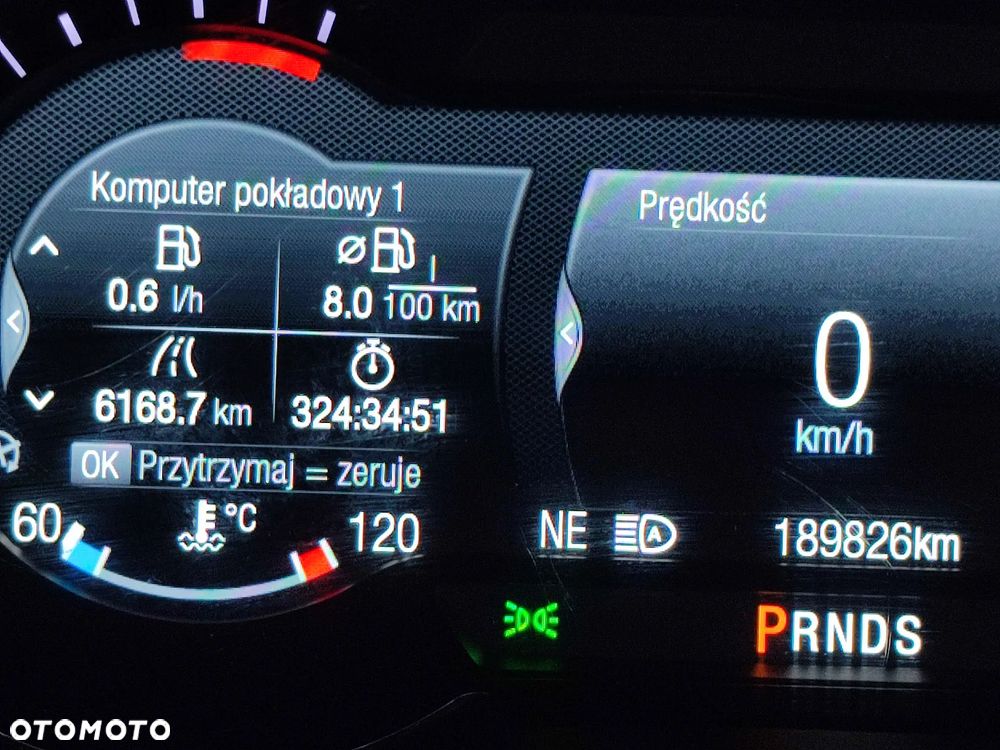 Komputer pokładowy 1
0.6 l/h
⌀ 8.0 l
100 km
6168.7 km
324:34:51
OK Przytrzymaj = zeruje
60 °C 120
Prędkość
0
km/h
NE A 189826km
PRNDS
OTOMOTO